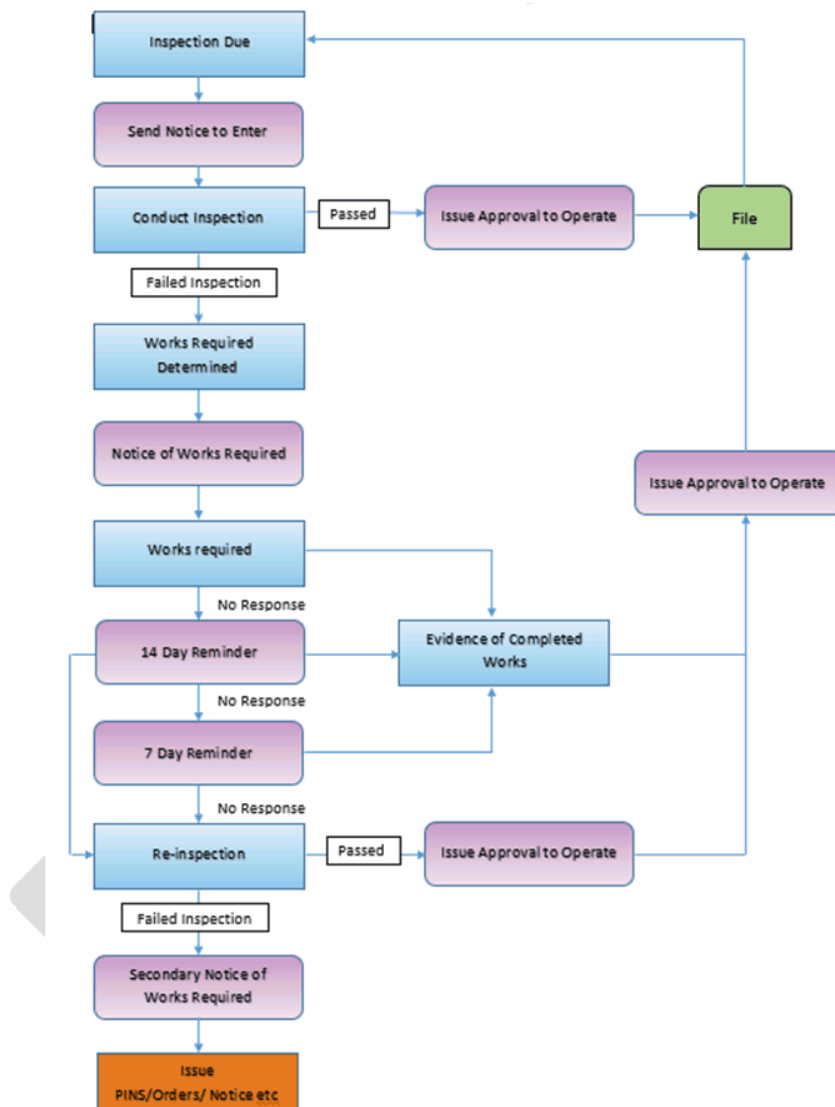 Inspection Due
Send Notice to Enter
Conduct Inspection
Passed
Issue Approval to Operate
File
Failed Inspection
Works Required
Determined
Notice of Works Required
Issue Approval to Operate
Works required
No Response
14 Day Reminder
Evidence of Completed
Works
No Response
7 Day Reminder
No Response
Re-inspection
Passed
Issue Approval to Operate
Failed Inspection
Secondary Notice of
Works Required
Issue
PINS/Orders/ Notice etc